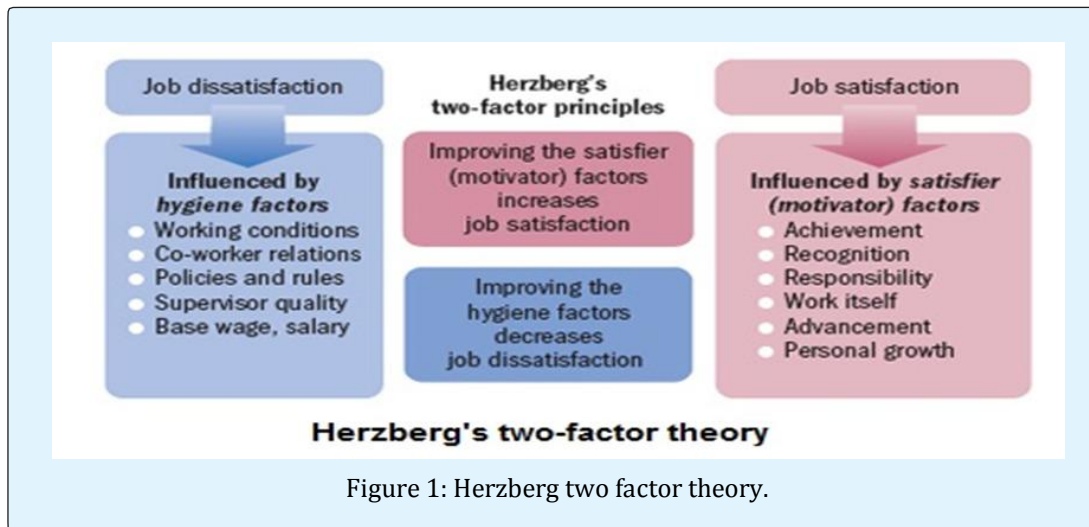 Job dissatisfaction
Influenced by
hygiene factors
Working conditions
Co-worker relations
Policies and rules
Supervisor quality
Base wage, salary
Herzberg's
two-factor principles
Improving the satisfier
(motivator) factors
increases
job satisfaction
Improving the
hygiene factors
decreases
job dissatisfaction
Job satisfaction
Influenced by satisfier
(motivator) factors
Achievement
Recognition
Responsibility
Work itself
Advancement
Personal growth
Herzberg's two-factor theory
Figure 1: Herzberg two factor theory.